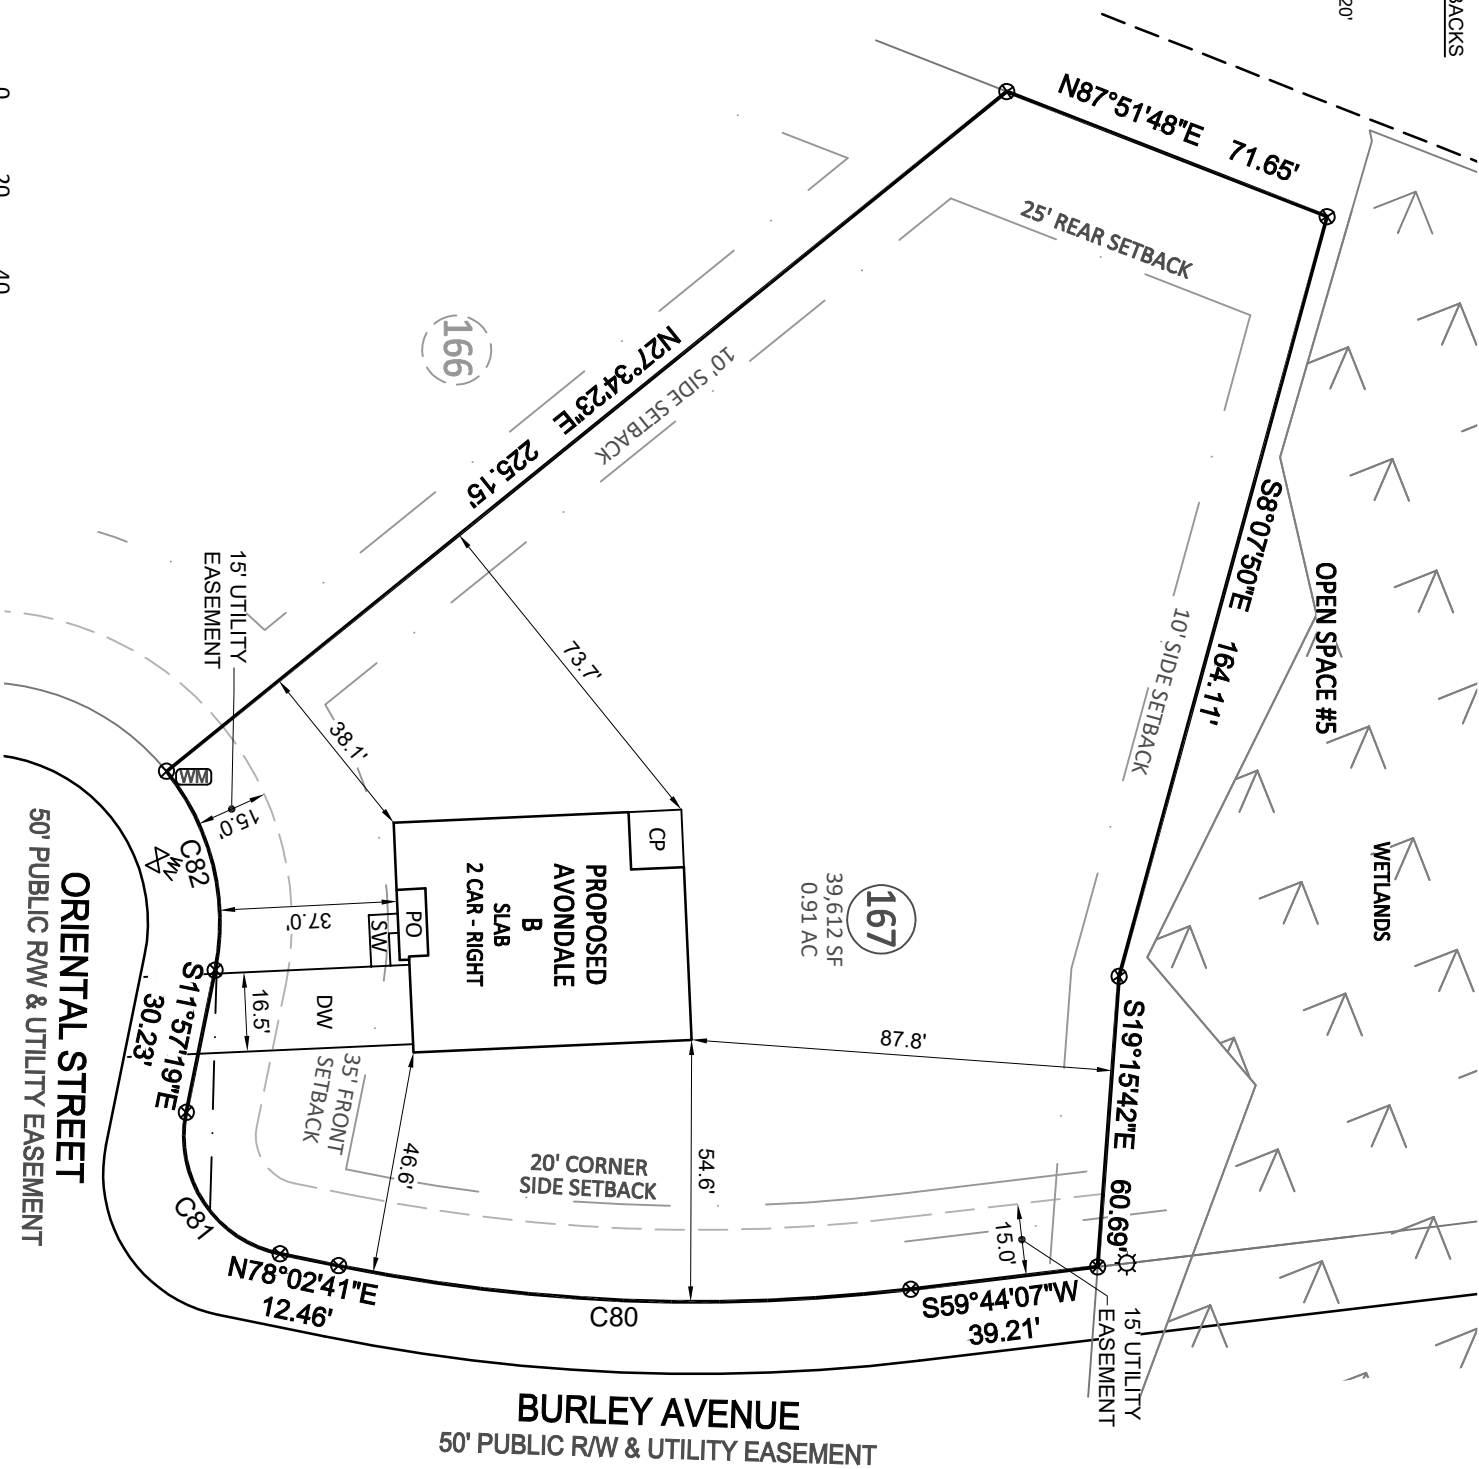 BACKS
20'
0
20
40
N87°51'48"E 71.65'
25' REAR SETBACK
166
N27°34'23"E 225.15'
10' SIDE SETBACK
S8°07'50"E 164.11'
10' SIDE SETBACK
OPEN SPACE #5
WETLANDS
15' UTILITY
EASEMENT
73.7'
38.1'
WM
15.0'
C82
W
CP
PROPOSED
AVONDALE
B
SLAB
2 CAR - RIGHT
167
39,612 SF
0.91 AC
PO
SW
37.0'
DW
16.5'
S11°57'19"E
30.23'
35' FRONT
SETBACK
87.8'
S19°15'42"E 60.69'
46.6'
54.6'
20' CORNER
SIDE SETBACK
15.0'
C81
N78°02'41"E
12.46'
C80
S59°44'07"W
39.21'
15' UTILITY
EASEMENT
ORIENTAL STREET
50' PUBLIC R/W & UTILITY EASEMENT
BURLEY AVENUE
50' PUBLIC R/W & UTILITY EASEMENT